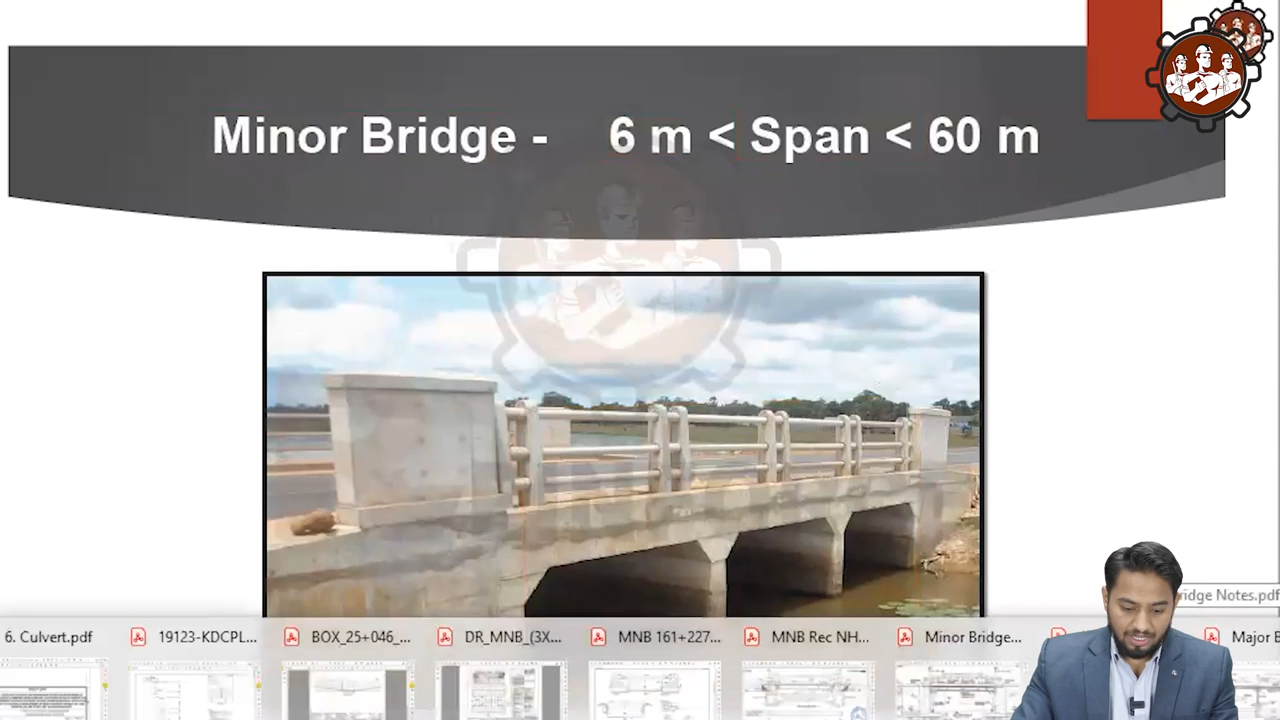 Minor Bridge - 6 m < Span < 60 m
ridge Notes.pdf
6. Culvert.pdf
19123-KDCPL...
BOX_25+046_...
DR_MNB_(3X...
MNB 161+227...
MNB Rec NH...
Minor Bridge...
Major B